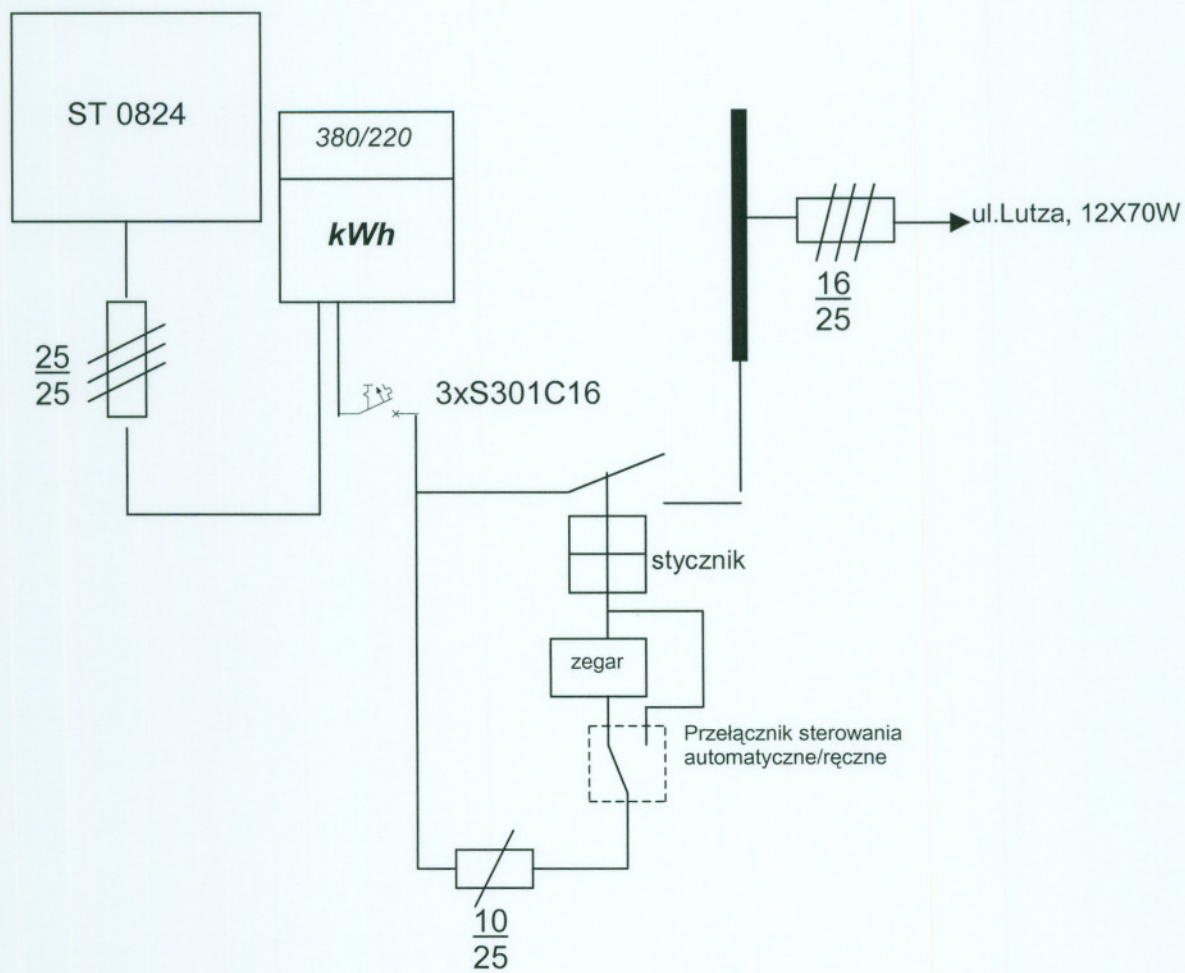 ST 0824
380/220
kWh
25
25
3xS301C16
ul.Lutza, 12X70W
16
25
stycznik
zegar
Przełącznik sterowania
automatyczne/ręczne
10
25